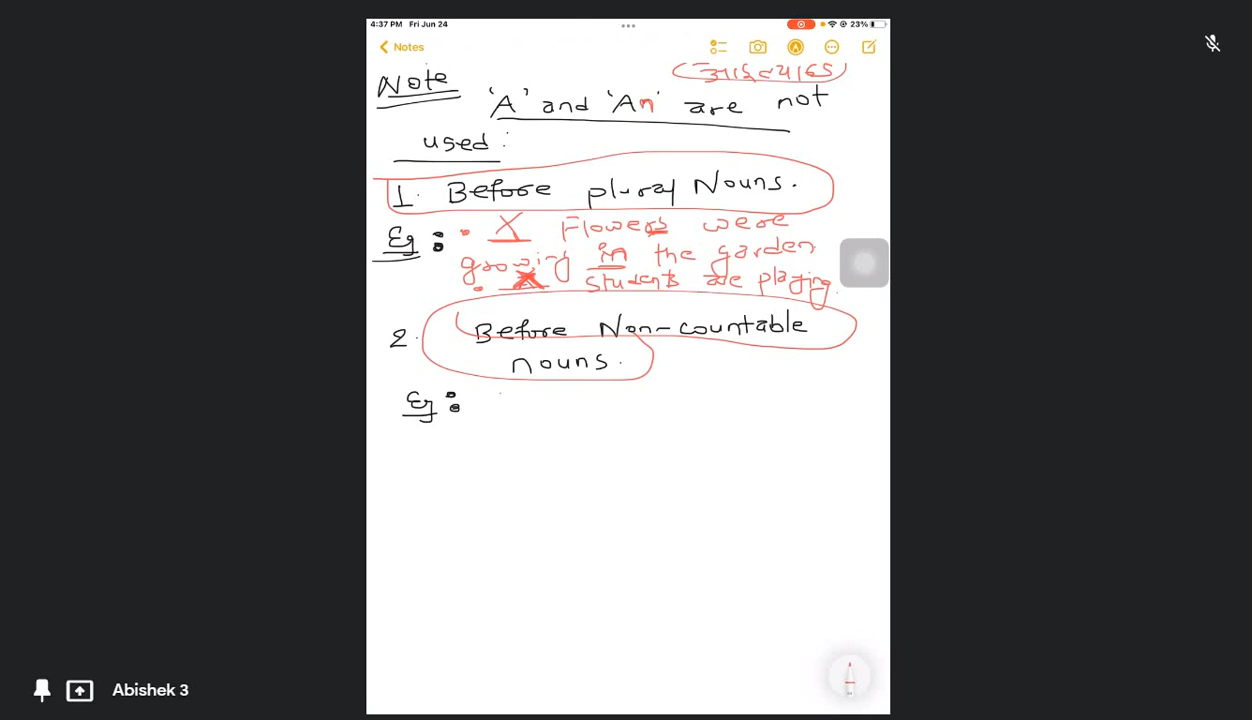 4:37 PM Fri Jun 24
23%
Notes
Note
'A' and 'An' are not
used:
1. Before plural Nouns.
Eg: • X Flowers were
growing in the garden
• X students are playing.
2. Before Non-countable
nouns.
Eg:
Abishek 3